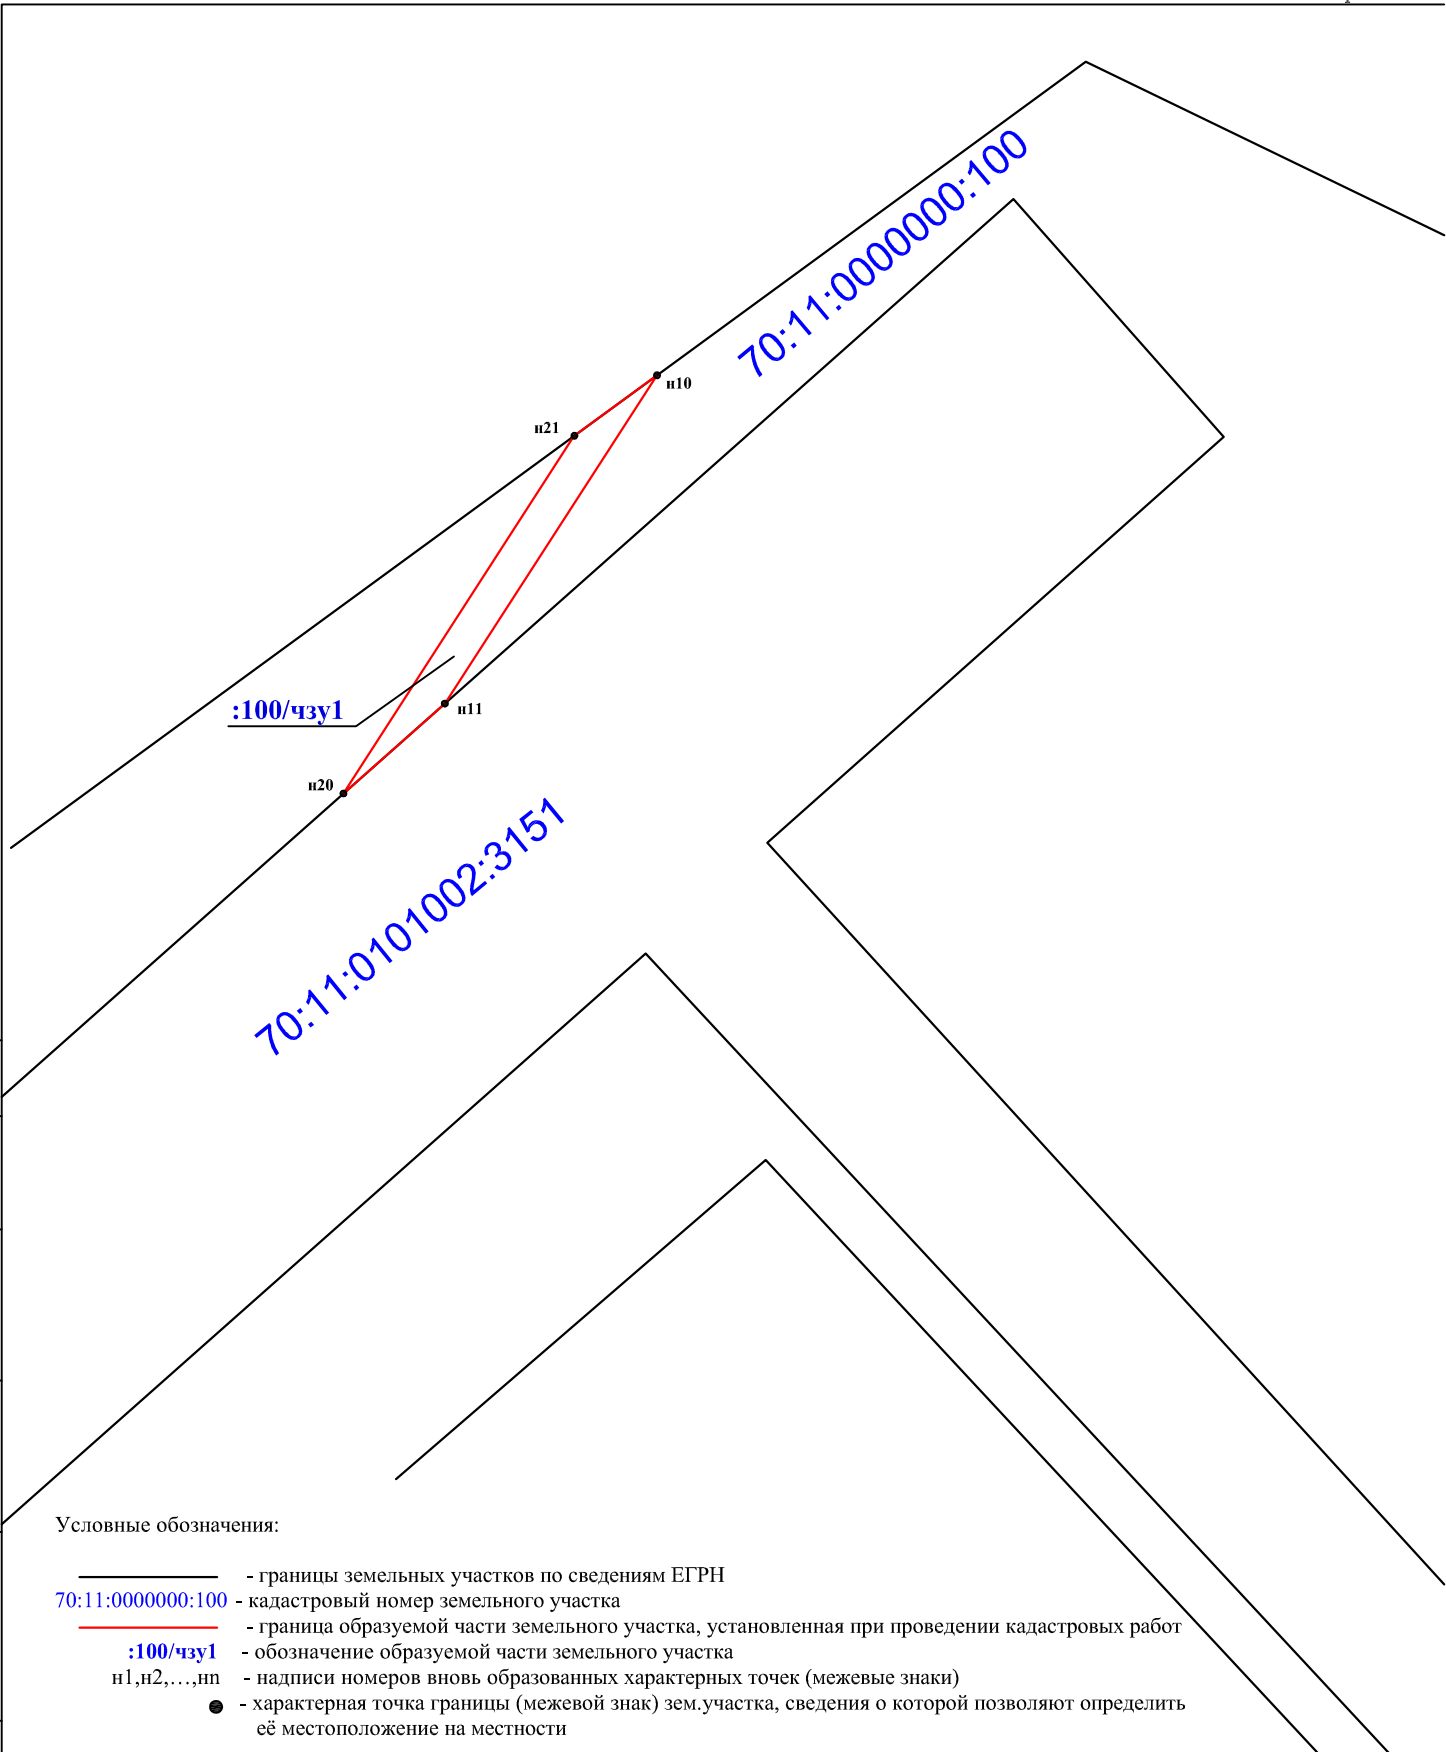 70:11:0000000:100
н10
н21
:100/чзу1
н11
н20
70:11:0101002:3151
Условные обозначения:
- границы земельных участков по сведениям ЕГРН
70:11:0000000:100 - кадастровый номер земельного участка
- граница образуемой части земельного участка, установленная при проведении кадастровых работ
:100/чзу1 - обозначение образуемой части земельного участка
н1,н2,...,нn - надписи номеров вновь образованных характерных точек (межевые знаки)
- характерная точка границы (межевой знак) зем.участка, сведения о которой позволяют определить
её местоположение на местности